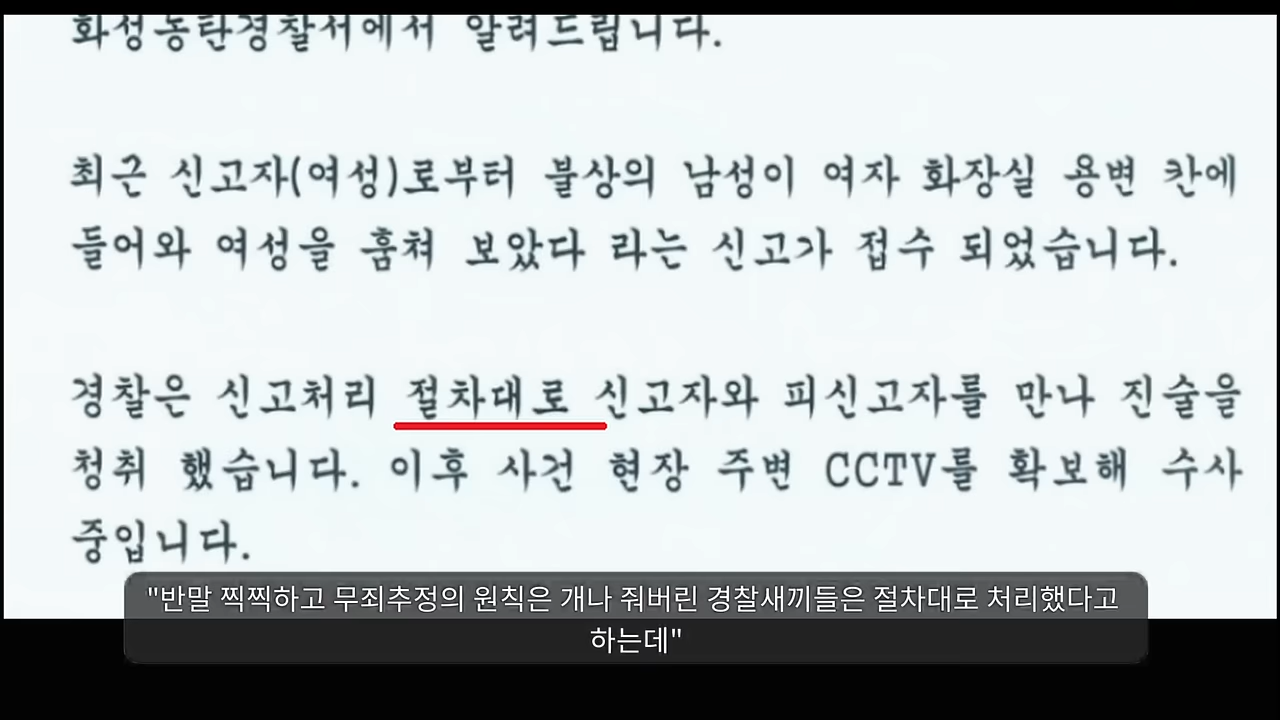 화성동탄경찰서에서 알려드립니다.
최근 신고자(여성)로부터 불상의 남성이 여자 화장실 용변 칸에
들어와 여성을 훔쳐 보았다 라는 신고가 접수 되었습니다.
경찰은 신고처리 절차대로 신고자와 피신고자를 만나 진술을
청취 했습니다. 이후 사건 현장 주변 CCTV를 확보해 수사
중입니다.
"반말 찍찍하고 무죄추정의 원칙은 개나 줘버린 경찰새끼들은 절차대로 처리했다고
하는데"